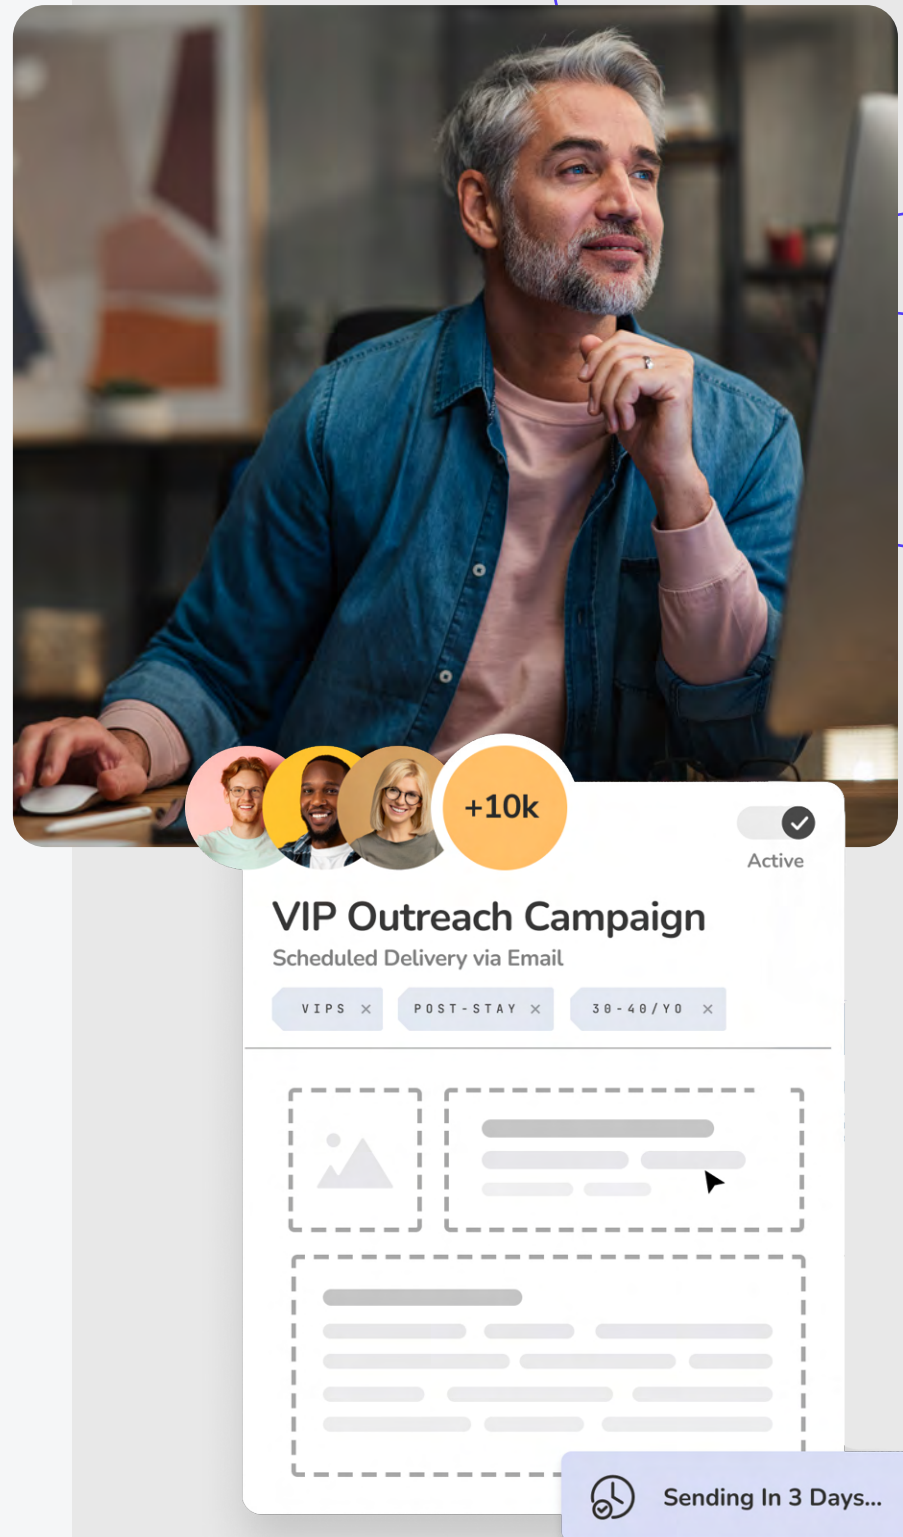 +10k
Active
VIP Outreach Campaign
Scheduled Delivery via Email
VIPS ×
POST-STAY ×
30-40/YO ×
Sending In 3 Days...